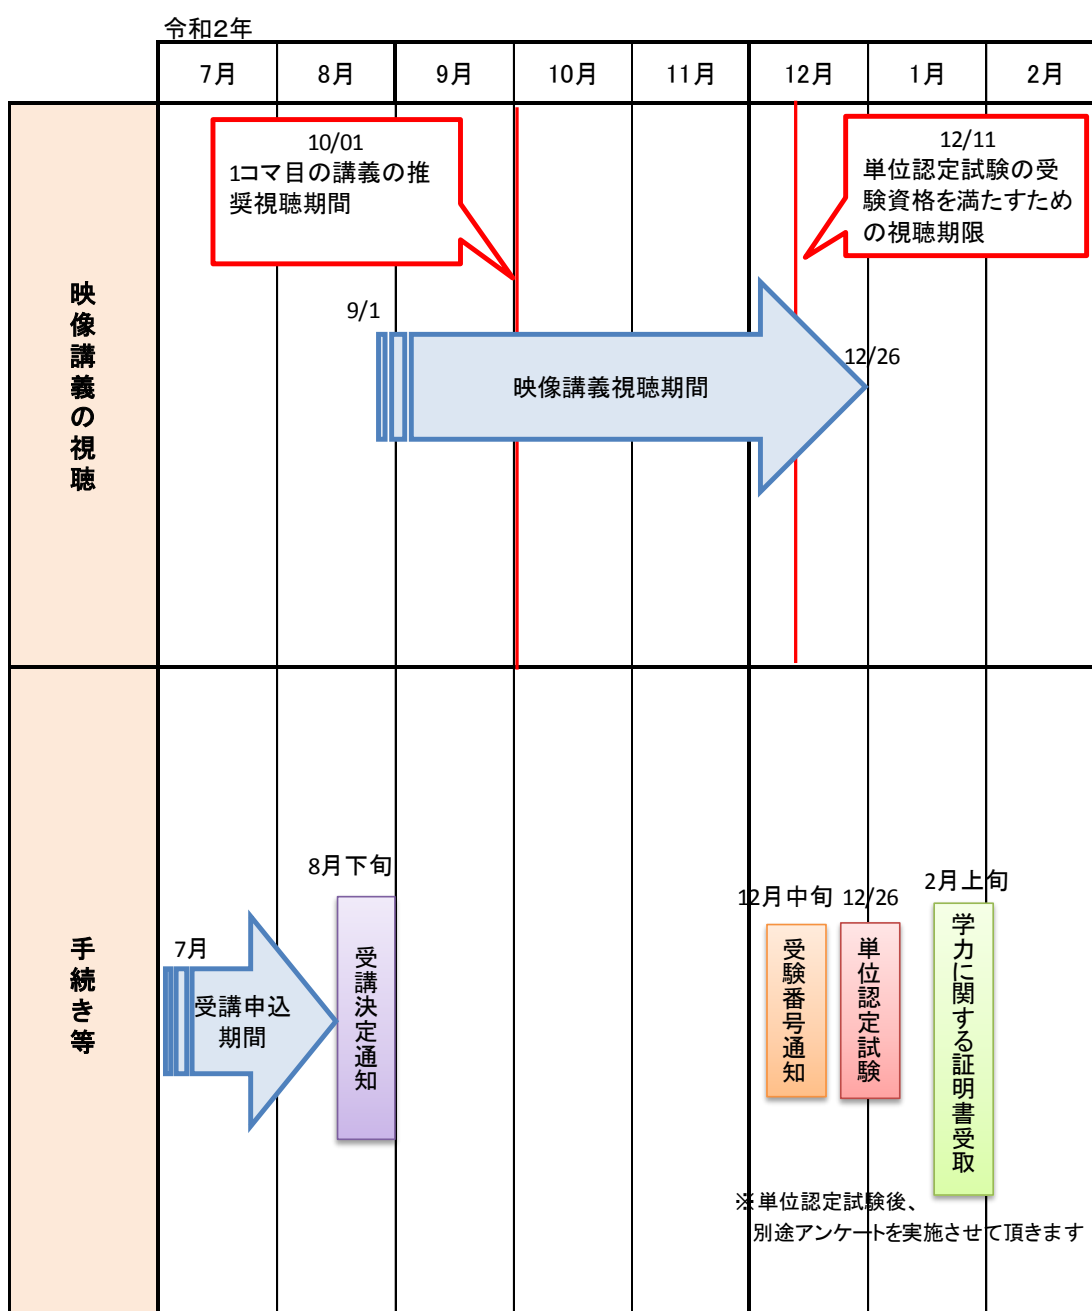 令和2年
7月
8月
9月
10月
11月
12月
1月
2月
映像講義の視聴
10/01
1コマ目の講義の推
奨視聴期間
12/11
単位認定試験の受
験資格を満たすため
の視聴期限
9/1
映像講義視聴期間
12/26
手続き等
7月
受講申込
期間
8月下旬
受講決定通知
12月中旬
受験番号通知
12/26
単位認定試験
2月上旬
学力に関する証明書受取
※単位認定試験後、
別途アンケートを実施させて頂きます